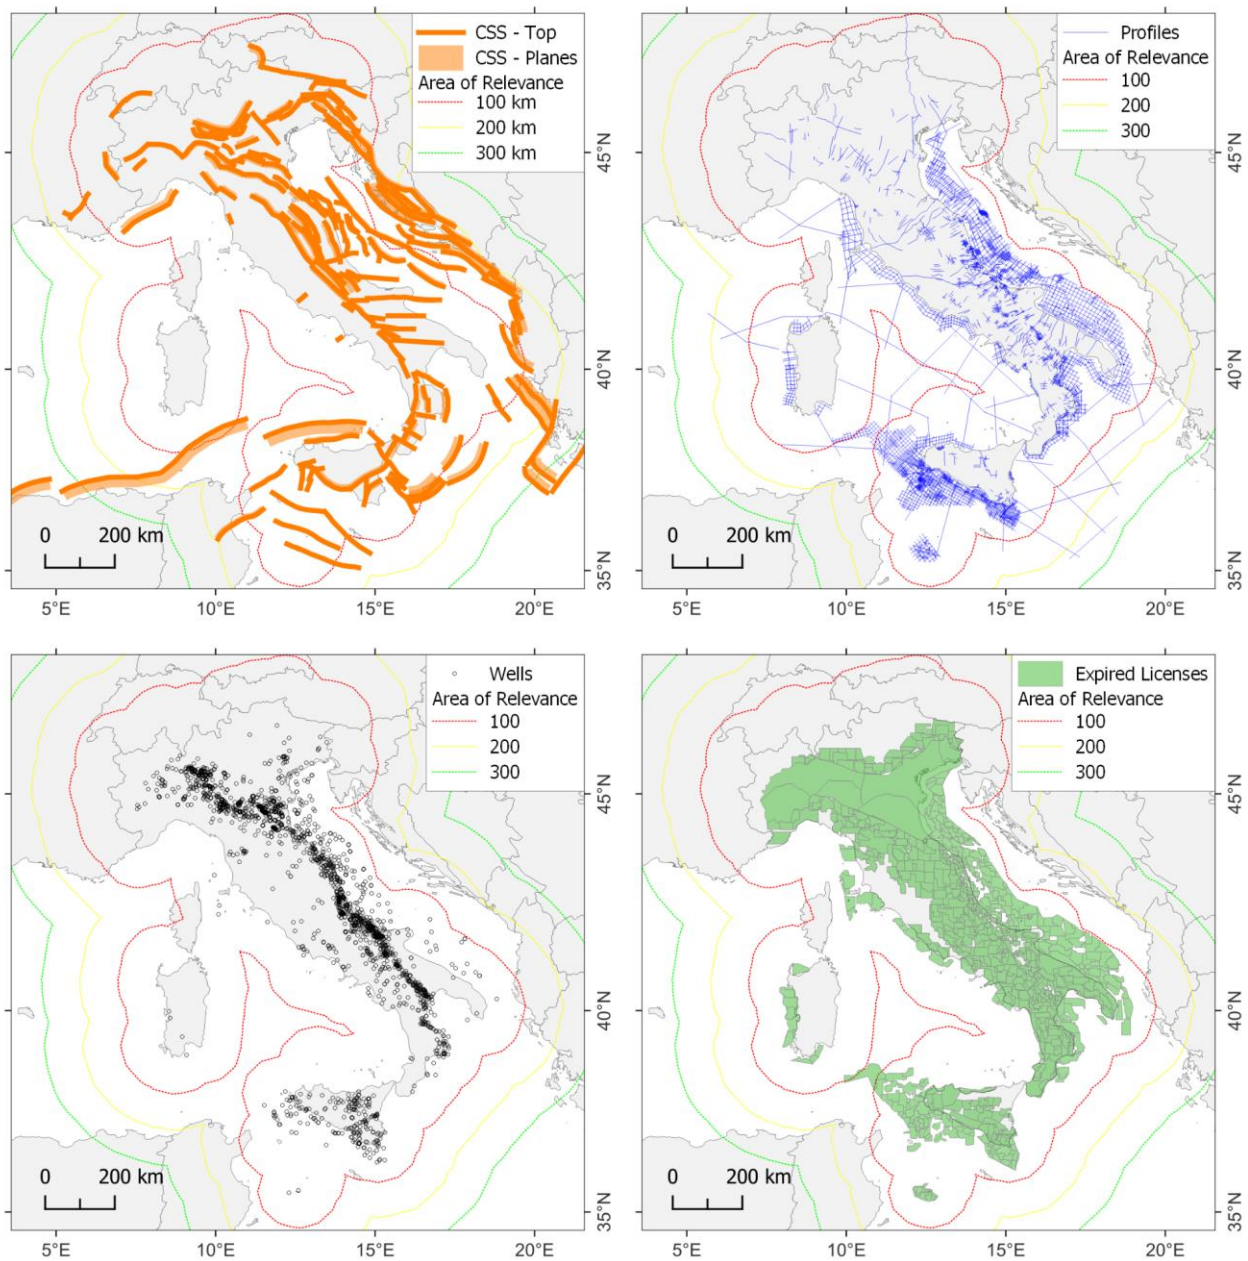 CSS - Top
CSS - Planes
Area of Relevance
100 km
200 km
300 km
45°N
40°N
35°N
0 200 km
5°E 10°E 15°E 20°E
Profiles
Area of Relevance
100
200
300
45°N
40°N
35°N
0 200 km
5°E 10°E 15°E 20°E
Wells
Area of Relevance
100
200
300
45°N
40°N
35°N
0 200 km
5°E 10°E 15°E 20°E
Expired Licenses
Area of Relevance
100
200
300
45°N
40°N
35°N
0 200 km
5°E 10°E 15°E 20°E